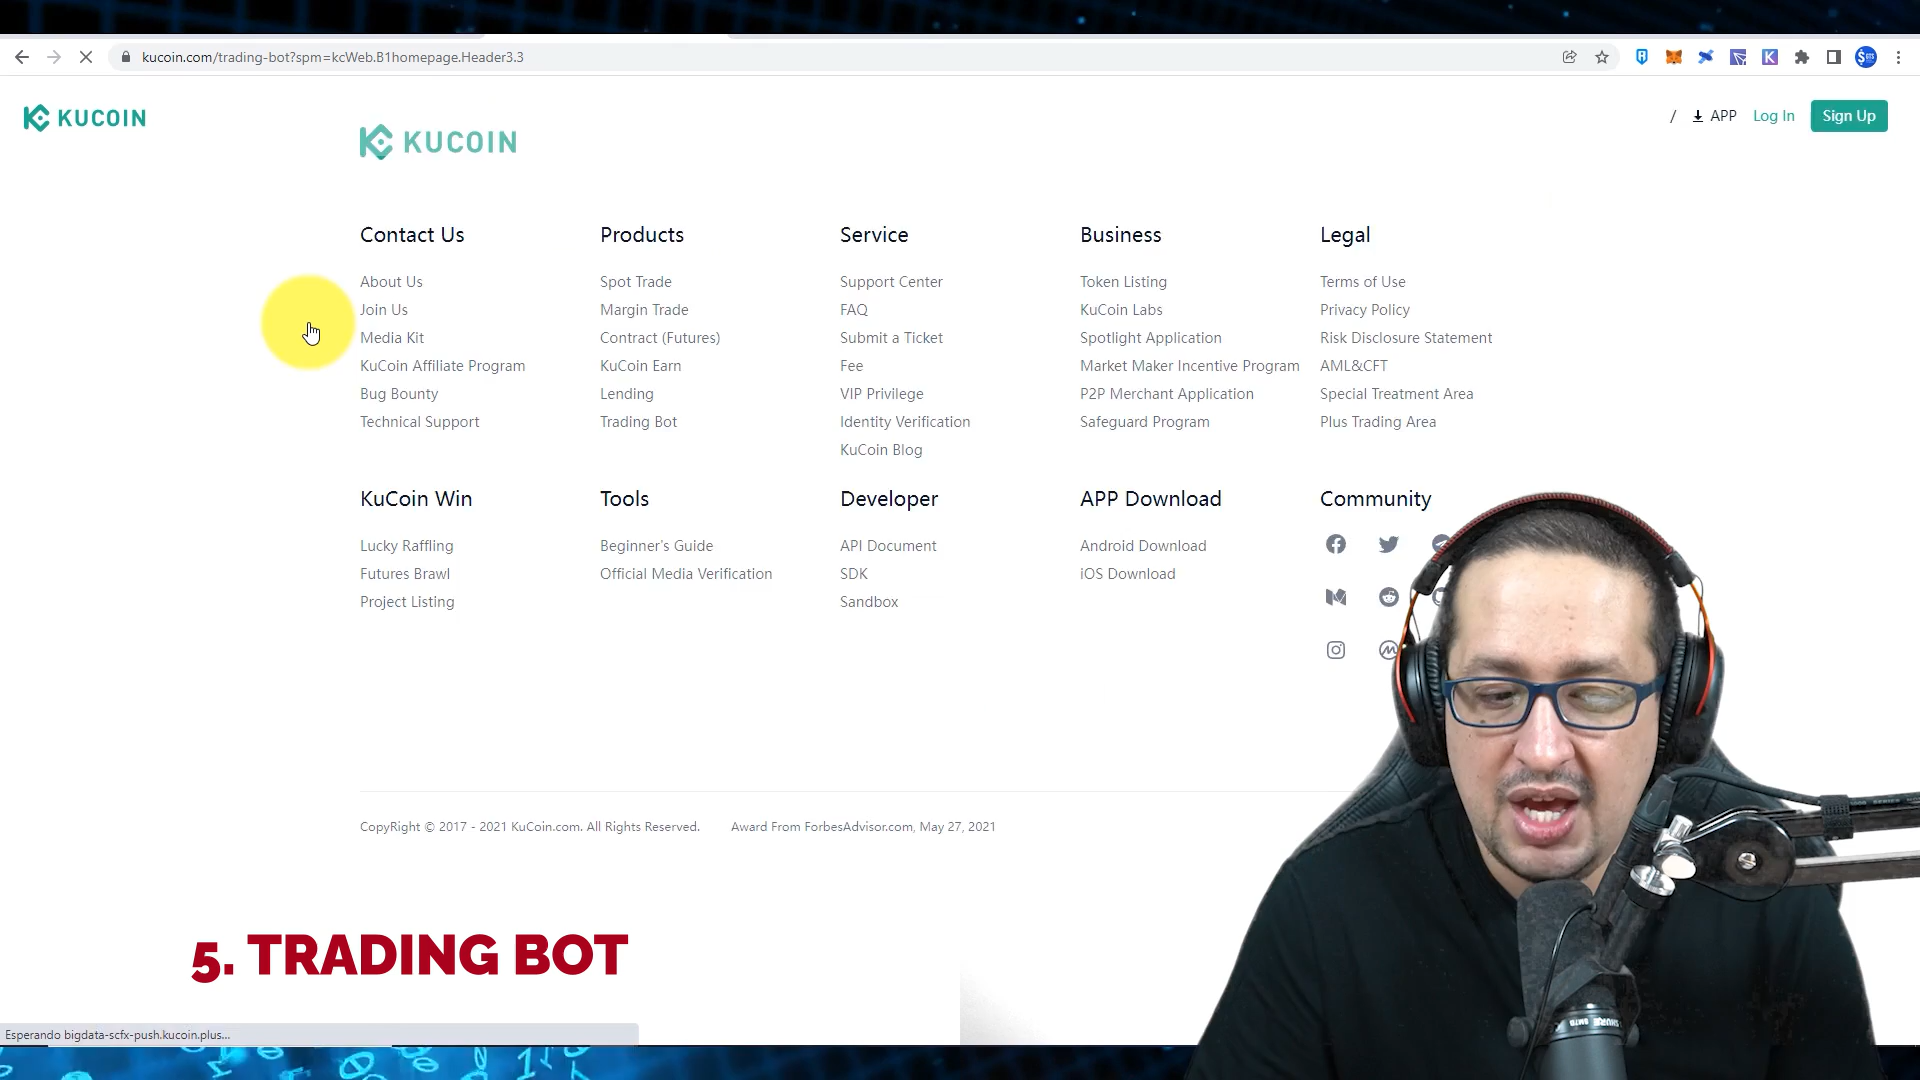 kucoin.com/trading-bot?spm=kcWeb.B1homepage.Header3.3
KUCOIN
/ APP Log In Sign Up
KUCOIN
Contact Us
About Us
Join Us
Media Kit
KuCoin Affiliate Program
Bug Bounty
Technical Support
Products
Spot Trade
Margin Trade
Contract (Futures)
KuCoin Earn
Lending
Trading Bot
Service
Support Center
FAQ
Submit a Ticket
Fee
VIP Privilege
Identity Verification
KuCoin Blog
Business
Token Listing
KuCoin Labs
Spotlight Application
Market Maker Incentive Program
P2P Merchant Application
Safeguard Program
Legal
Terms of Use
Privacy Policy
Risk Disclosure Statement
AML&CFT
Special Treatment Area
Plus Trading Area
KuCoin Win
Lucky Raffling
Futures Brawl
Project Listing
Tools
Beginner's Guide
Official Media Verification
Developer
API Document
SDK
Sandbox
APP Download
Android Download
iOS Download
Community
CopyRight © 2017 - 2021 KuCoin.com. All Rights Reserved.
Award From ForbesAdvisor.com, May 27, 2021
5. TRADING BOT
Esperando bigdata-scfx-push.kucoin.plus...